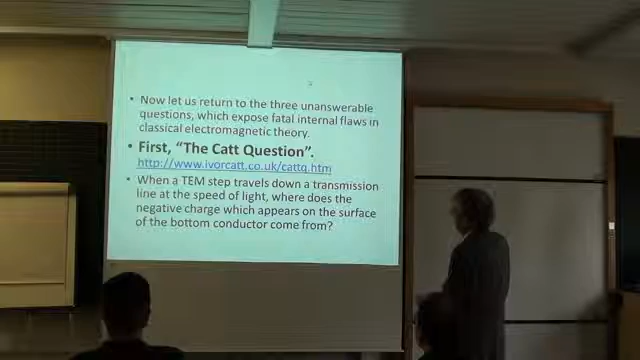 • Now let us return to the three unanswerable
questions, which expose fatal internal flaws in
classical electromagnetic theory.
• First, “The Catt Question”.
http://www.ivorcatt.co.uk/cattq.htm
• When a TEM step travels down a transmission
line at the speed of light, where does the
negative charge which appears on the surface
of the bottom conductor come from?